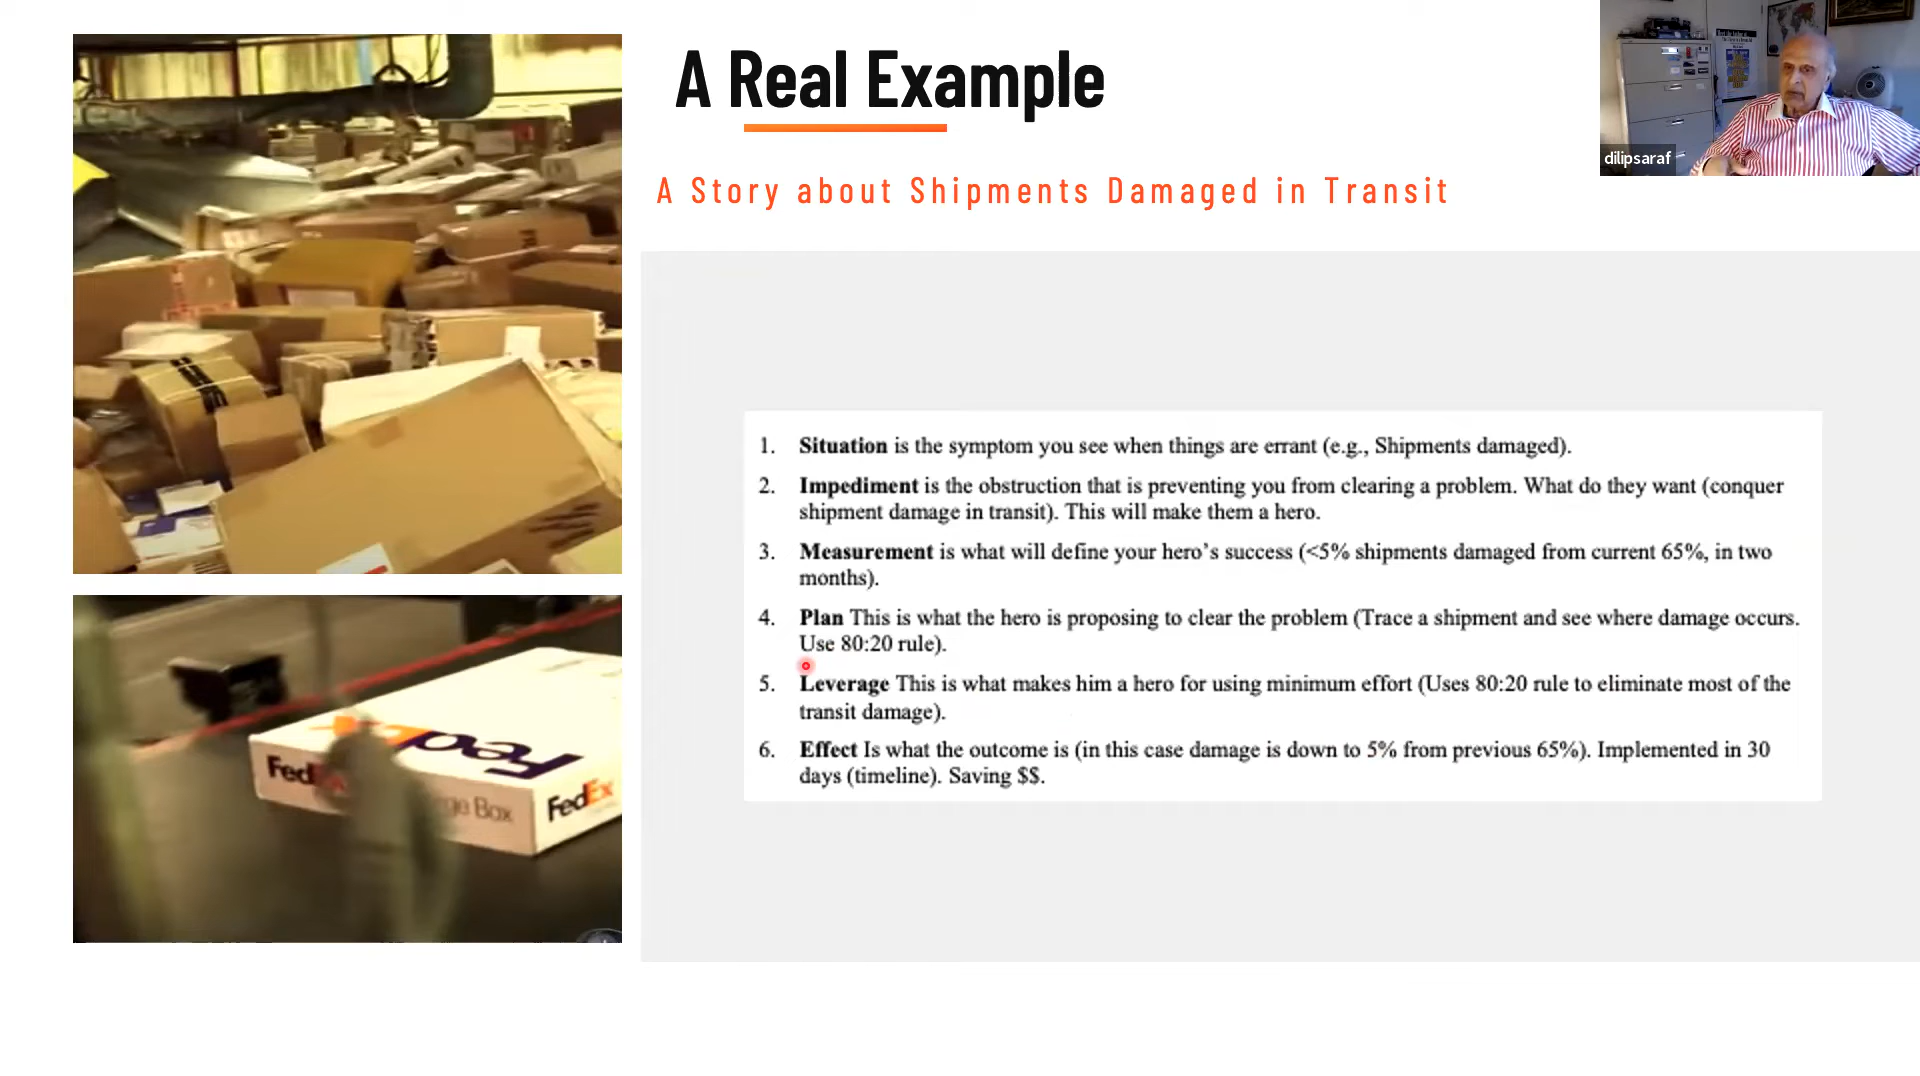 A Real Example
A Story about Shipments Damaged in Transit
dilipsaraf
1. Situation is the symptom you see when things are errant (e.g., Shipments damaged).
2. Impediment is the obstruction that is preventing you from clearing a problem. What do they want (conquer
shipment damage in transit). This will make them a hero.
3. Measurement is what will define your hero's success (<5% shipments damaged from current 65%, in two
months).
4. Plan This is what the hero is proposing to clear the problem (Trace a shipment and see where damage occurs.
Use 80:20 rule).
5. Leverage This is what makes him a hero for using minimum effort (Uses 80:20 rule to eliminate most of the
transit damage).
6. Effect Is what the outcome is (in this case damage is down to 5% from previous 65%). Implemented in 30
days (timeline). Saving $$.
FedEx
Box
FedEx